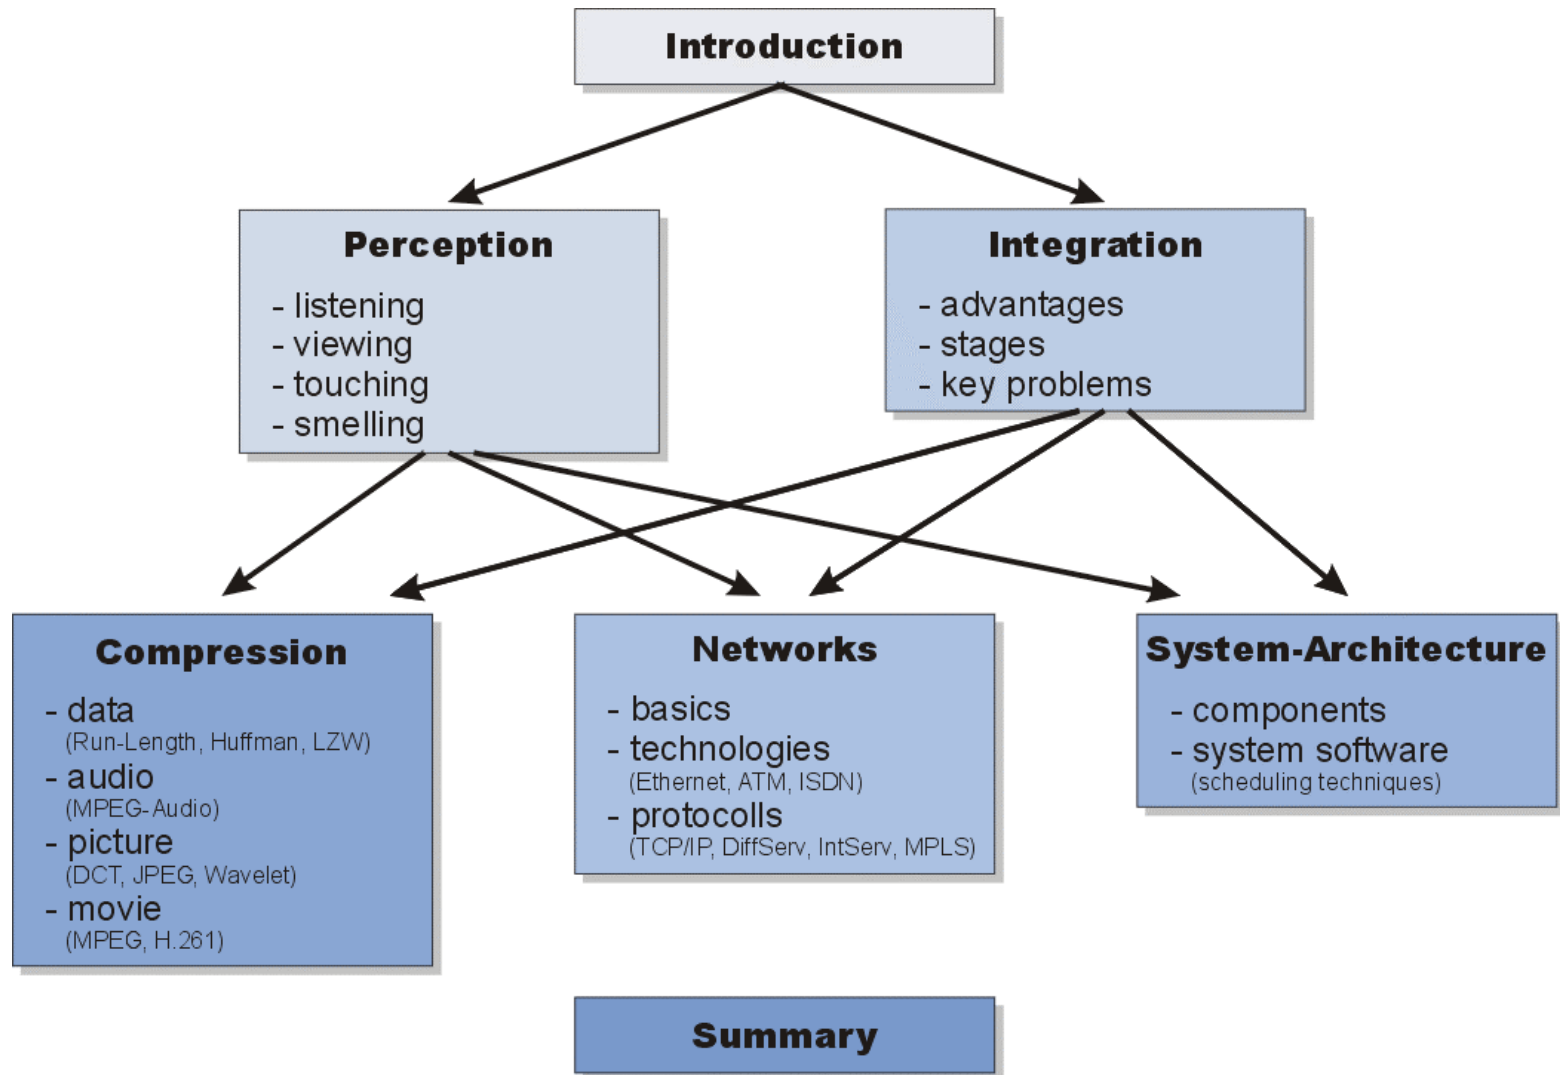 Introduction
Perception
- listening
- viewing
- touching
- smelling
Integration
- advantages
- stages
- key problems
Compression
- data
(Run-Length, Huffman, LZW)
- audio
(MPEG-Audio)
- picture
(DCT, JPEG, Wavelet)
- movie
(MPEG, H.261)
Networks
- basics
- technologies
(Ethernet, ATM, ISDN)
- protocolls
(TCP/IP, DiffServ, IntServ, MPLS)
System-Architecture
- components
- system software
(scheduling techniques)
Summary